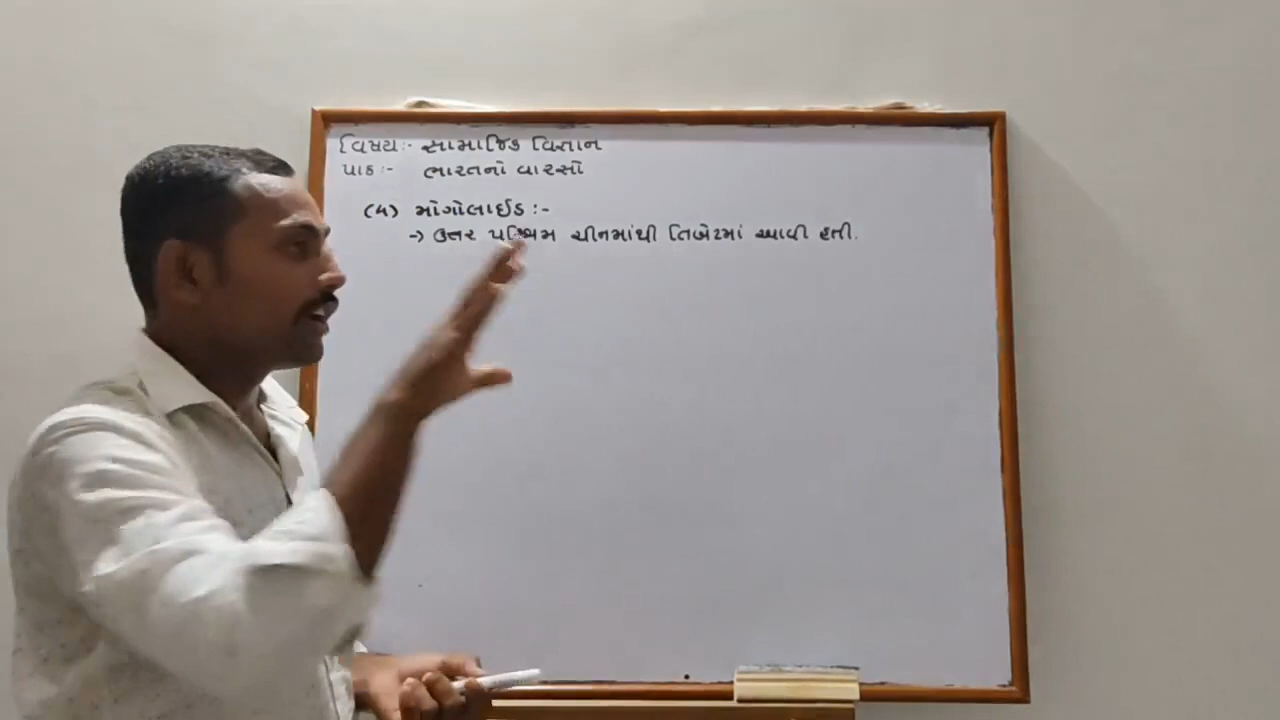 વિષય:- સામાજિક વિજ્ઞાન
પાઠ:- ભારતનો વારસો
(૫) મોંગોલાઈડ:-
→ ઉત્તર પશ્ચિમ ચીનમાંથી તિબેટમાં આવી હતી.